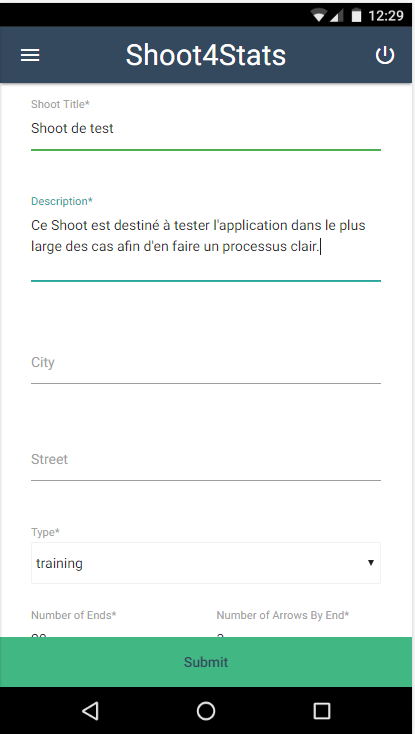 12:29
Shoot4Stats
Shoot Title*
Shoot de test
Description*
Ce Shoot est destiné à tester l'application dans le plus
large des cas afin d'en faire un processus clair.
City
Street
Type*
training
Number of Ends* Number of Arrows By End*
Submit